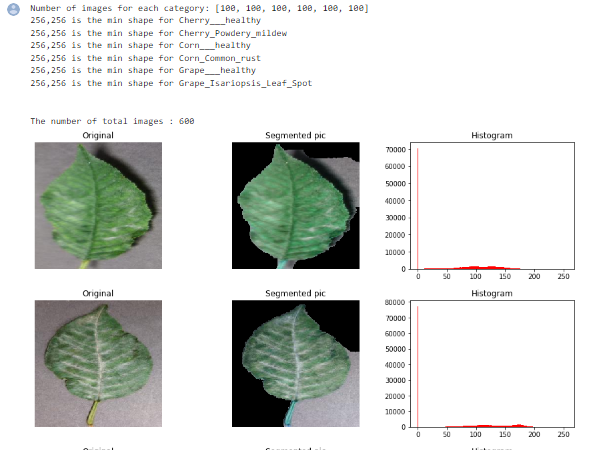 Number of images for each category: [100, 100, 100, 100, 100, 100]
256,256 is the min shape for Cherry___healthy
256,256 is the min shape for Cherry_Powdery_mildew
256,256 is the min shape for Corn___healthy
256,256 is the min shape for Corn_Common_rust
256,256 is the min shape for Grape___healthy
256,256 is the min shape for Grape_Isariopsis_Leaf_Spot
The number of total images : 600
Original Segmented pic Histogram
70000
60000
50000
40000
30000
20000
10000
0
0 50 100 150 200 250
Original Segmented pic Histogram
80000
70000
60000
50000
40000
30000
20000
10000
0
0 50 100 150 200 250
Original Segmented pic Histogram